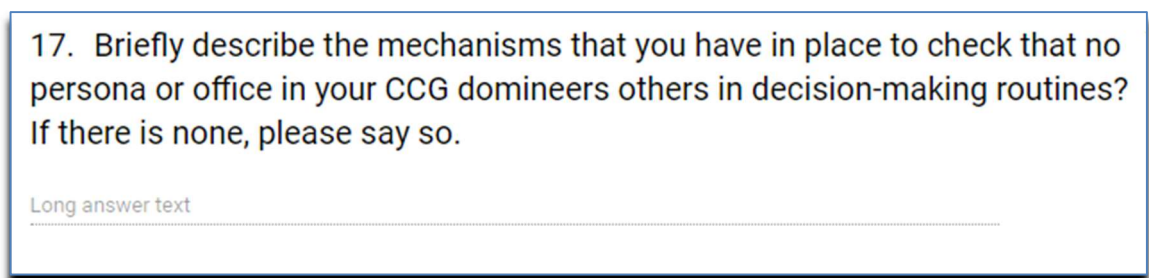 17. Briefly describe the mechanisms that you have in place to check that no
persona or office in your CCG domineers others in decision-making routines?
If there is none, please say so.
Long answer text